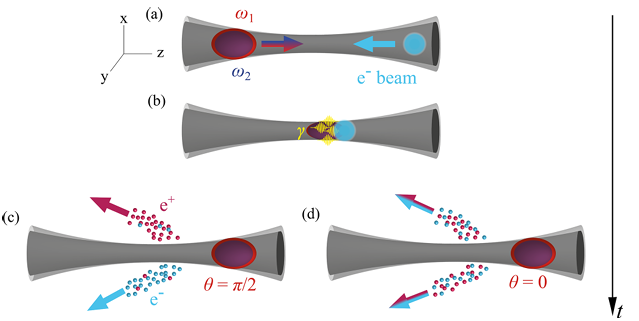 (a)
ω₁
x
z
y
ω₂
e⁻ beam
(b)
γ
(c)
e⁺
(d)
θ = π/2
e⁻
θ = 0
t